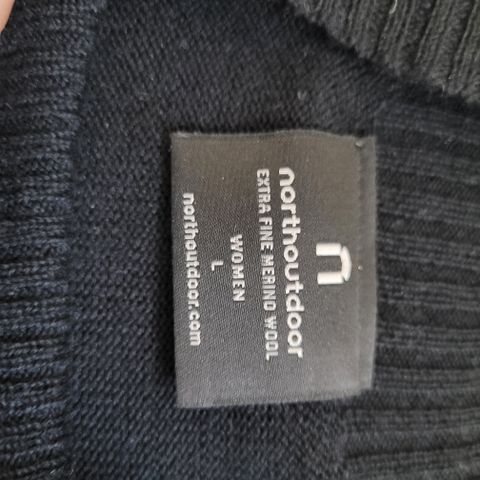 northoutdoor
EXTRA FINE MERINO WOOL
WOMEN
L
northoutdoor.com